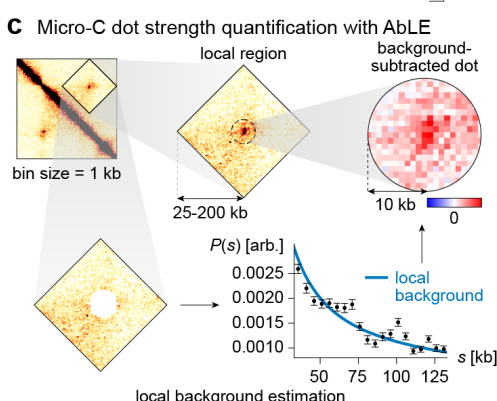 C Micro-C dot strength quantification with AbLE
local region
background-
subtracted dot
bin size = 1 kb
25-200 kb
10 kb
0
P(s) [arb.]
0.0025
0.0020
0.0015
0.0010
local
background
50 75 100 125
s [kb]
local background estimation